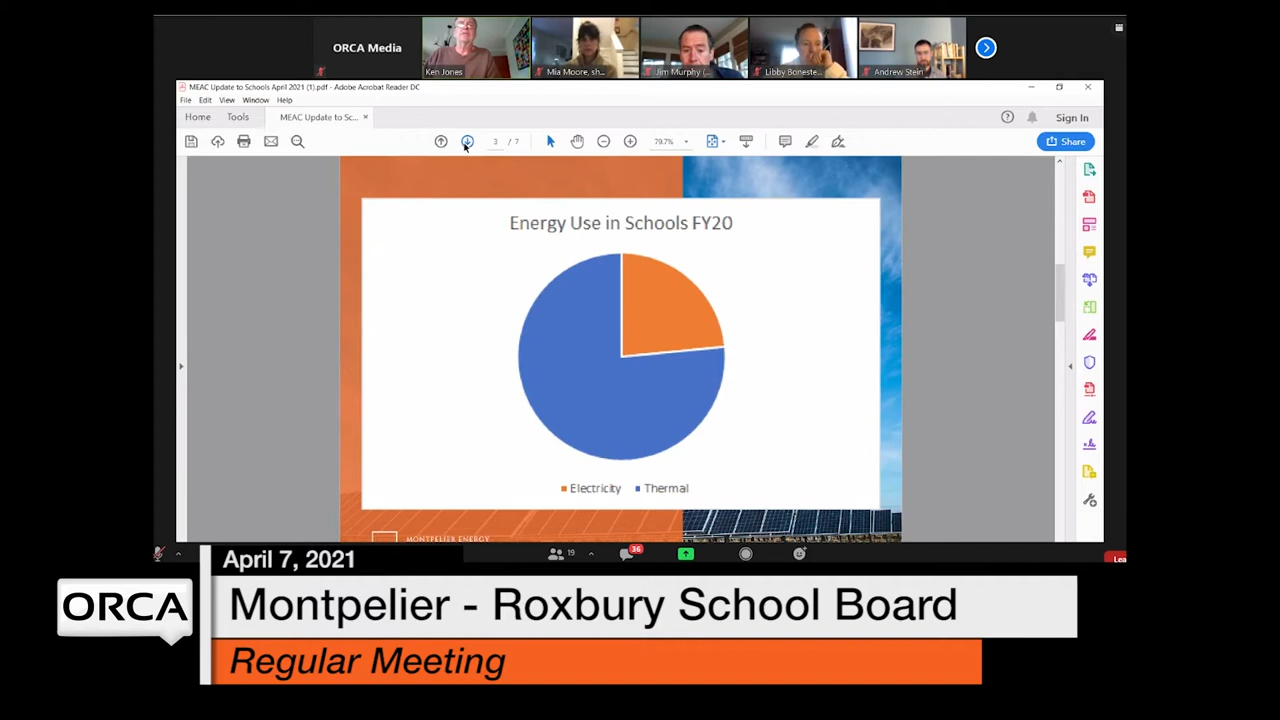 ORCA Media
Ken Jones
Mia Moore, sh...
Jim Murphy (...
Libby Boneste...
Andrew Stein
MEAC Update to Schools April 2021 (1).pdf - Adobe Acrobat Reader DC
File Edit View Window Help
Home Tools MEAC Update to Sc... × Sign In
3 / 7 79.7% Share
Energy Use in Schools FY20
Electricity Thermal
MONTPELIER ENERGY
19 36
Lea
April 7, 2021
ORCA
Montpelier - Roxbury School Board
Regular Meeting